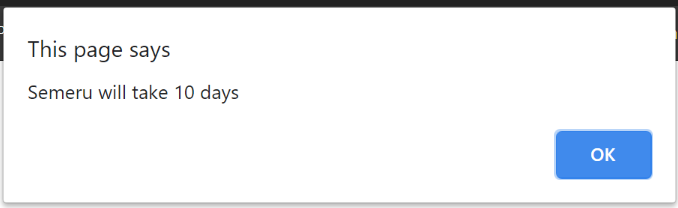 This page says
Semeru will take 10 days
OK